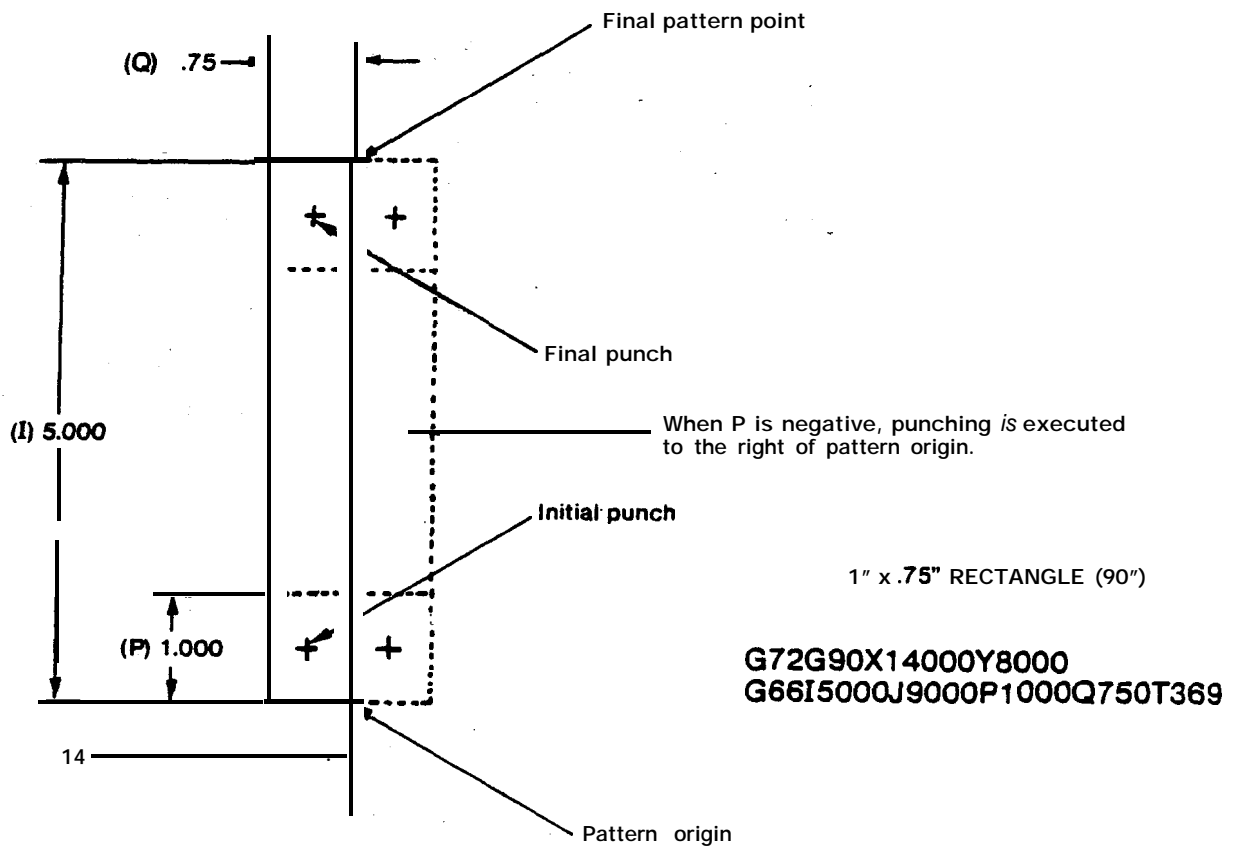 Final pattern point
(Q) .75
Final punch
(I) 5.000
When P is negative, punching is executed
to the right of pattern origin.
Initial punch
1" x .75" RECTANGLE (90")
(P) 1.000
G72G90X14000Y8000
G66I5000J9000P1000Q750T369
14
Pattern origin